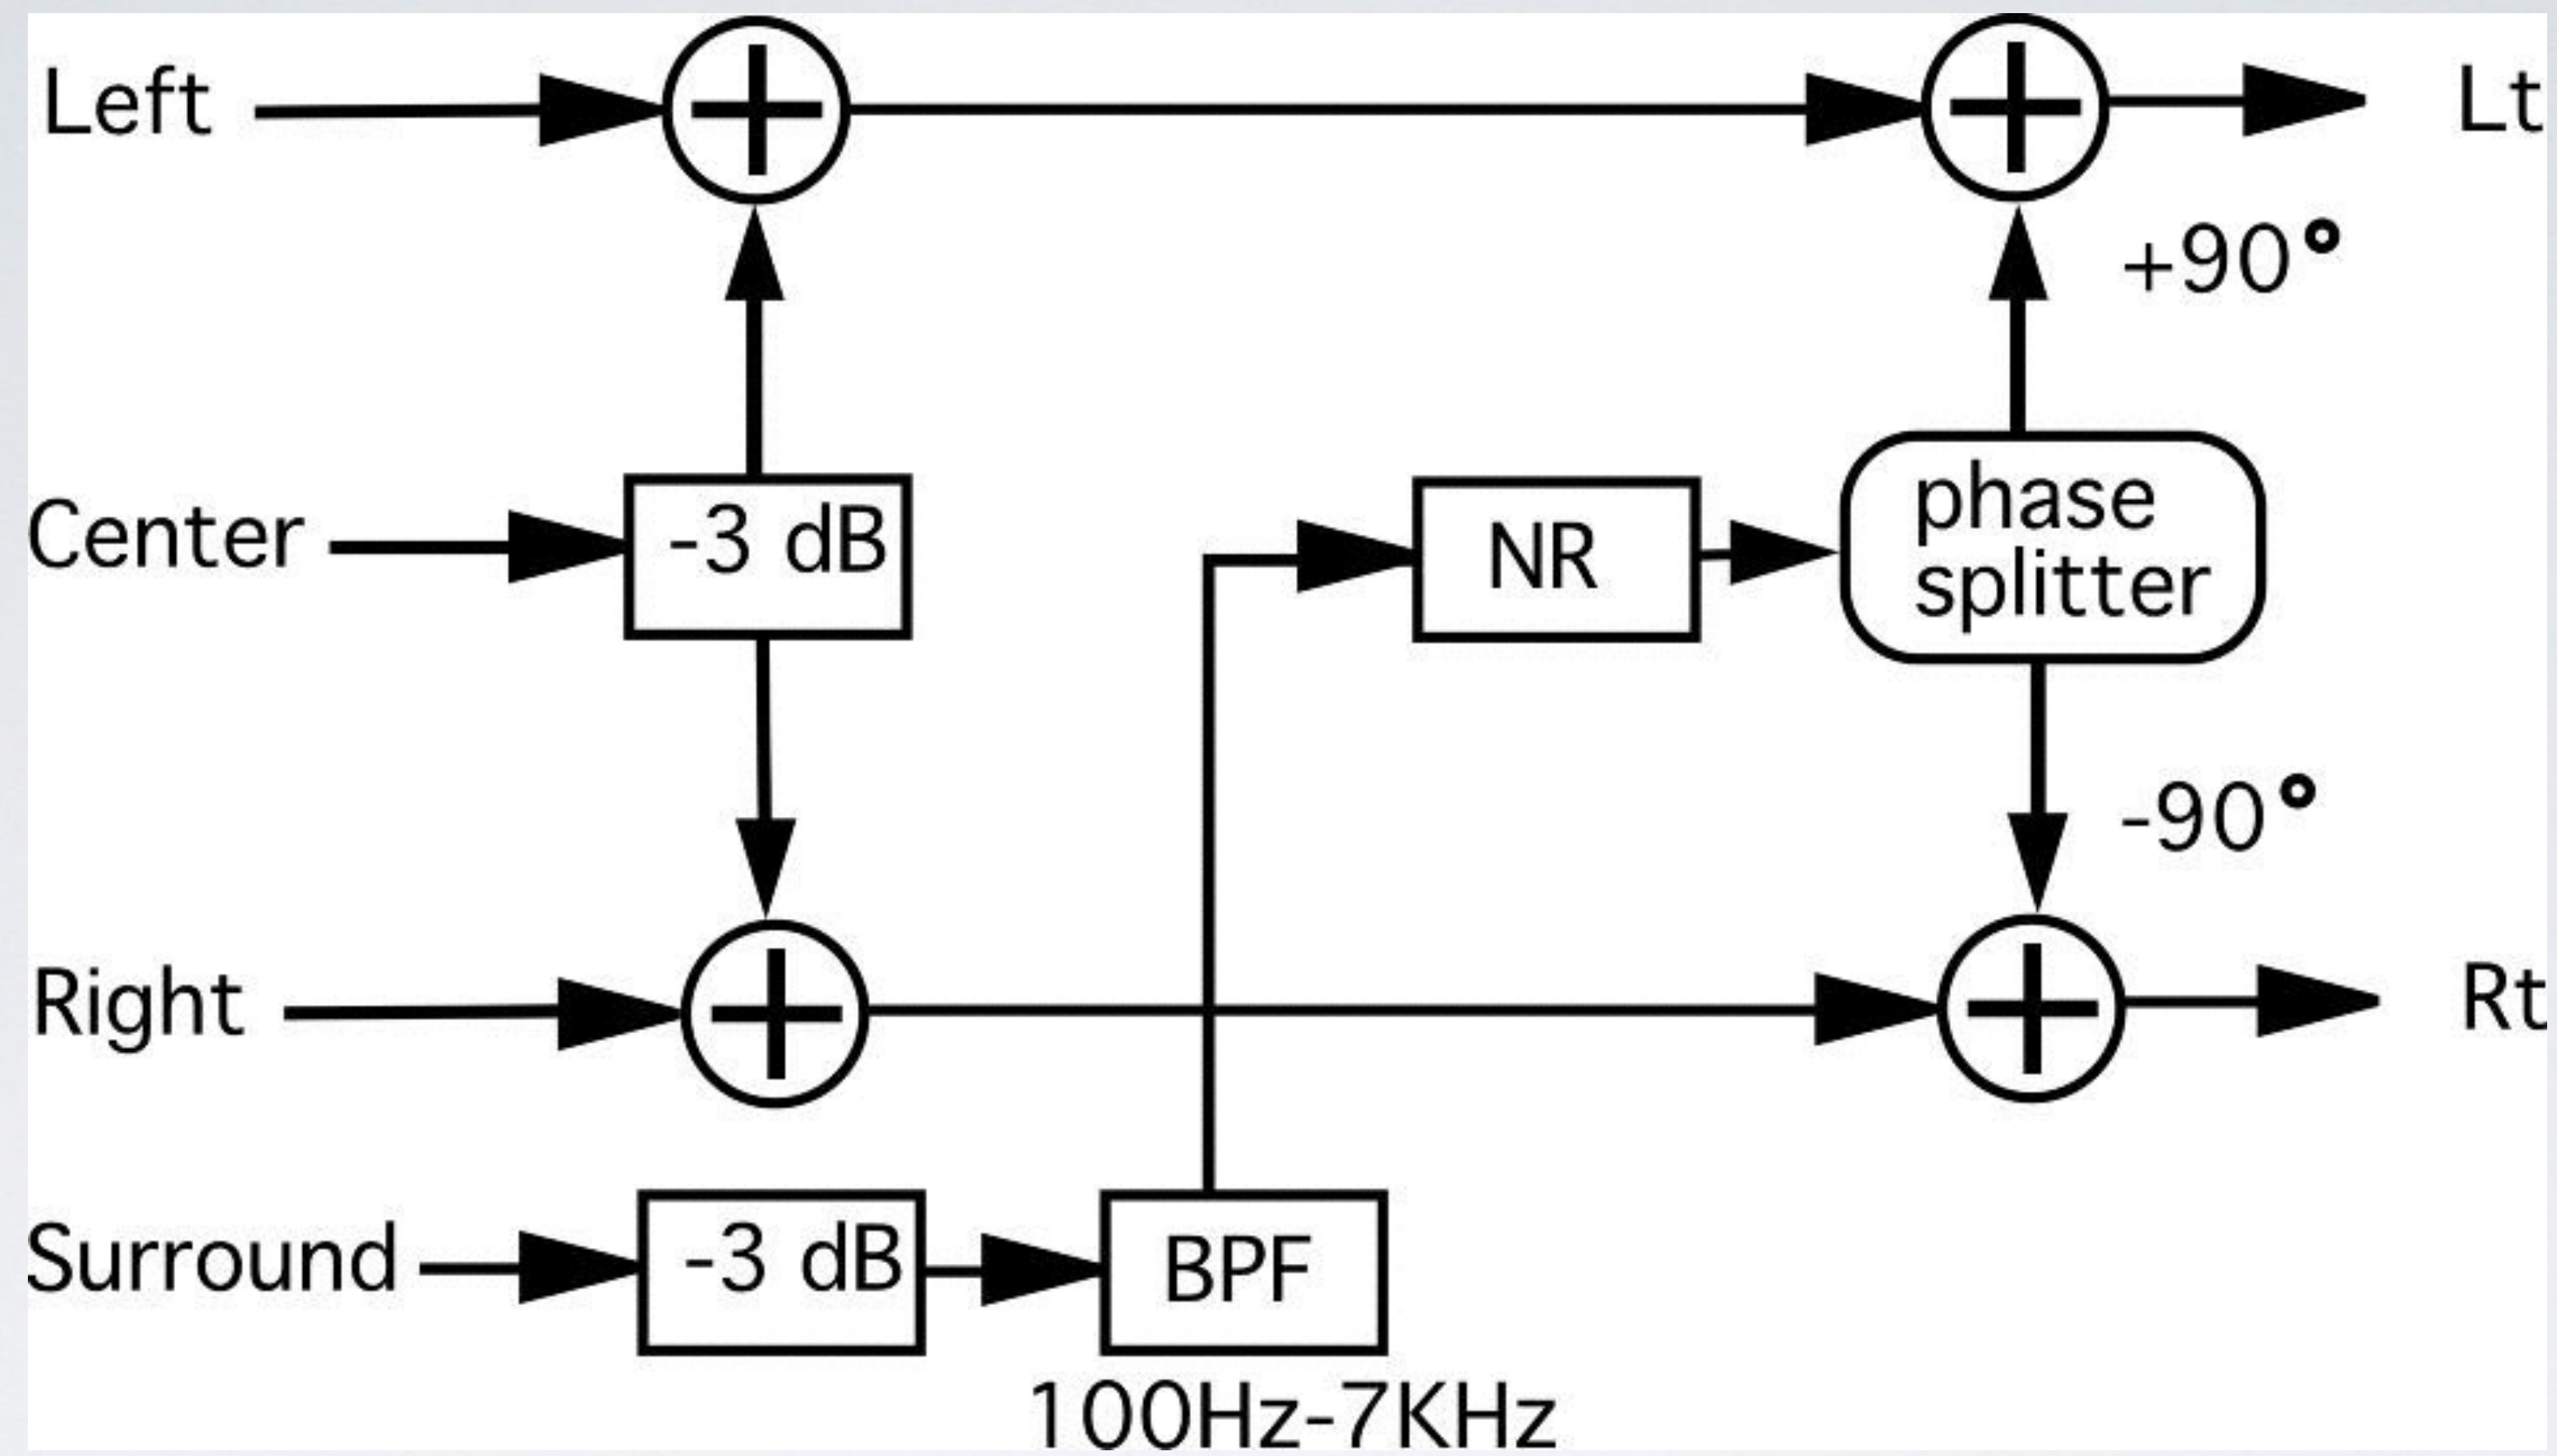 Left
Lt
+90°
Center
-3 dB
NR
phase
splitter
-90°
Right
Rt
Surround
-3 dB
BPF
100Hz-7KHz